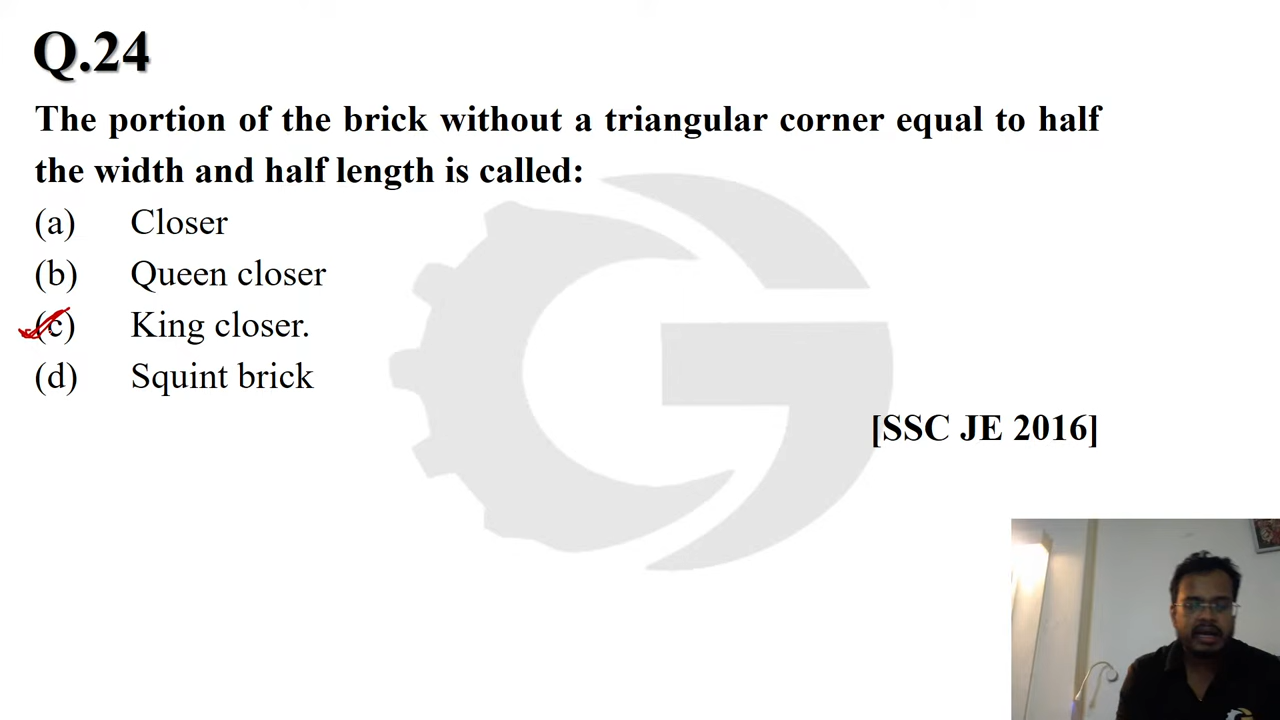 Q.24
The portion of the brick without a triangular corner equal to half
the width and half length is called:
(a) Closer
(b) Queen closer
(c) King closer.
(d) Squint brick
[SSC JE 2016]